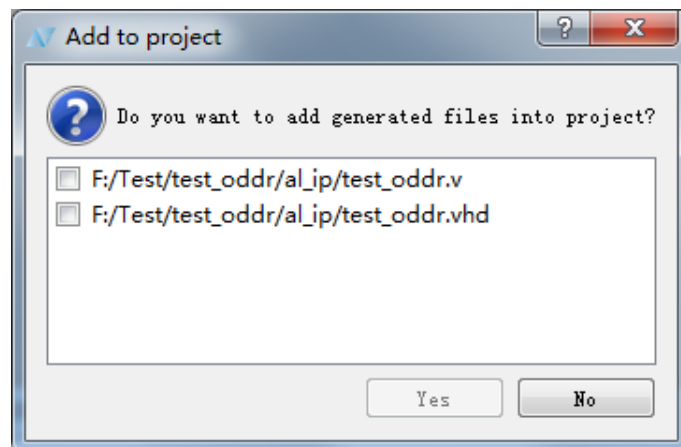 Add to project
?
Do you want to add generated files into project?
F:/Test/test_oddr/al_ip/test_oddr.v
F:/Test/test_oddr/al_ip/test_oddr.vhd
Yes
No